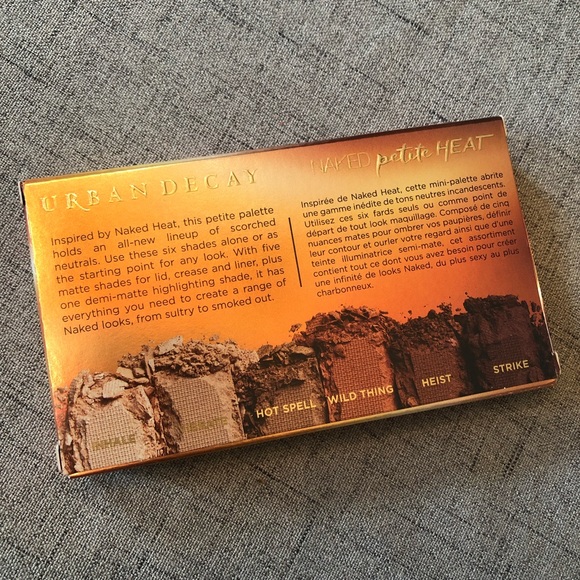 URBAN DECAY
NAKED petite HEAT
Inspired by Naked Heat, this petite palette
holds an all-new lineup of scorched
neutrals. Use these six shades alone or as
the starting point for any look. With five
matte shades for lid, crease and liner, plus
one demi-matte highlighting shade, it has
everything you need to create a range of
Naked looks, from sultry to smoked out.
Inspirée de Naked Heat, cette mini-palette abrite
une gamme inédite de tons neutres incandescents.
Utilisez ces six fards seuls ou comme point de
départ de tout look maquillage. Composé de cinq
nuances mates pour ombrer vos paupières, définir
leur contour et ourler votre regard ainsi que d'une
teinte illuminatrice semi-mate, cet assortiment
contient tout ce dont vous avez besoin pour créer
une infinité de looks Naked, du plus sexy au plus
charbonneux.
INHALE
HOT SPELL
WILD THING
HEIST
STRIKE